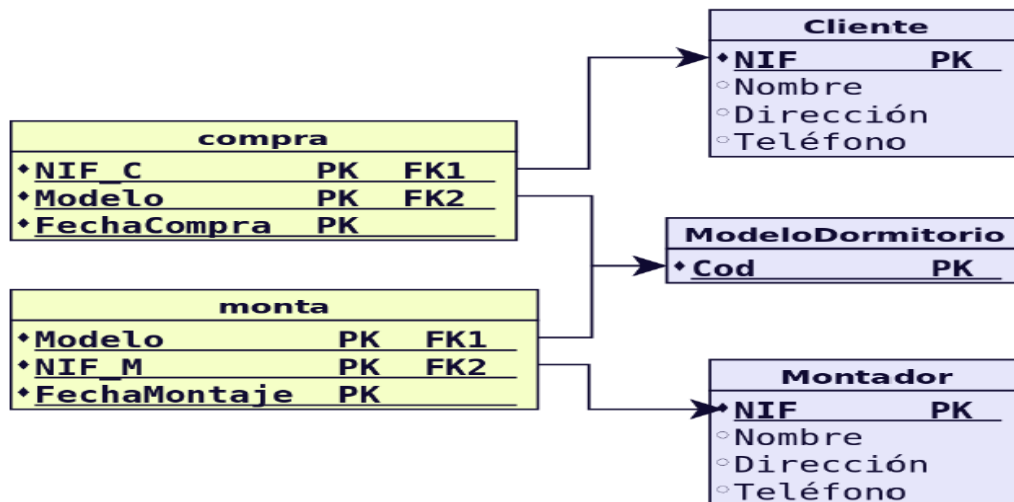 Cliente
NIF PK
Nombre
Dirección
Teléfono
compra
NIF_C PK FK1
Modelo PK FK2
FechaCompra PK
ModeloDormitorio
Cod PK
monta
Modelo PK FK1
NIF_M PK FK2
FechaMontaje PK
Montador
NIF PK
Nombre
Dirección
Teléfono